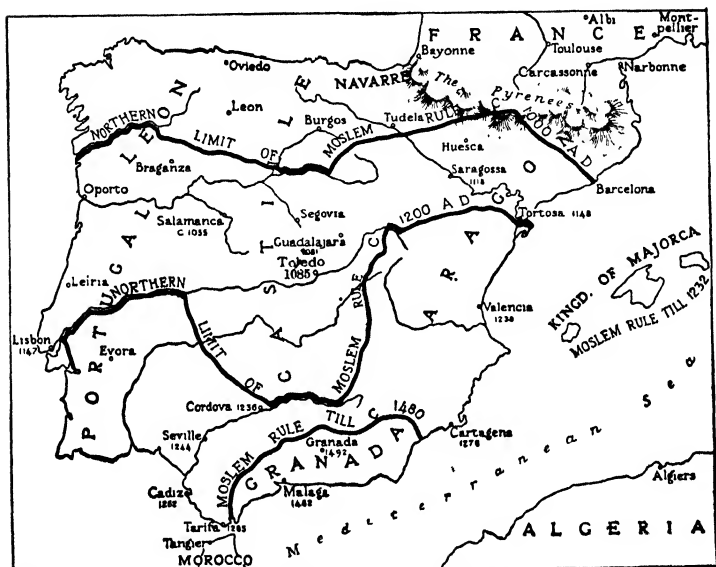 FRANCE
Albi
Mont-
pellier
Bayonne
Toulouse
Carcassonne
Narbonne
Oviedo
NAVARRE
The Pyrenees
LEON
Leon
CASTILE
Burgos
Tudela
Huesca
NORTHERN LIMIT OF MOSLEM RULE C 1000 A D
Braganza
Saragossa
1118
Barcelona
Oporto
Salamanca
C 1055
Segovia
ARAGON
Tortosa 1148
Guadalajara
1081
Toledo
1085
NORTHERN LIMIT OF MOSLEM RULE C 1200 A D
KINGD. OF MAJORCA
MOSLEM RULE TILL 1232
Leiria
PORTUGAL
Valencia
1238
Lisbon
1147
Evora
Cordova 1236
MOSLEM RULE TILL C 1480
Seville
1244
Granada
1492
GRANADA
Cartagena
Cadiz
1262
Malaga
1482
Mediterranean Sea
Algiers
Tarifa
Tangier
MOROCCO
ALGERIA